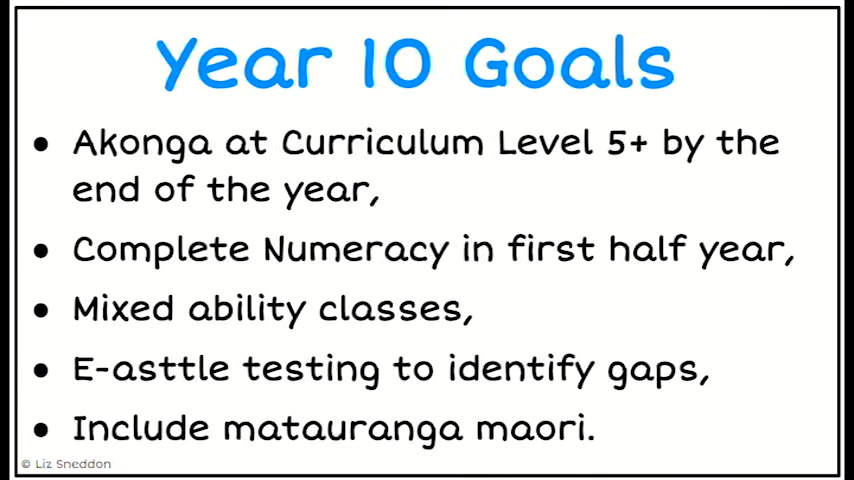 Year 10 Goals
• Akonga at Curriculum Level 5+ by the
end of the year,
• Complete Numeracy in first half year,
• Mixed ability classes,
• E-asttle testing to identify gaps,
• Include matauranga maori.
© Liz Sneddon